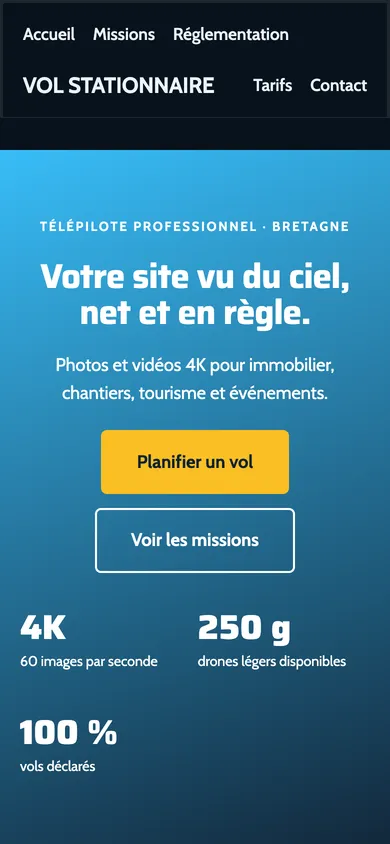 Accueil Missions Réglementation
VOL STATIONNAIRE Tarifs Contact
TÉLÉPILOTE PROFESSIONNEL · BRETAGNE
Votre site vu du ciel,
net et en règle.
Photos et vidéos 4K pour immobilier,
chantiers, tourisme et événements.
Planifier un vol
Voir les missions
4K
60 images par seconde
250 g
drones légers disponibles
100 %
vols déclarés